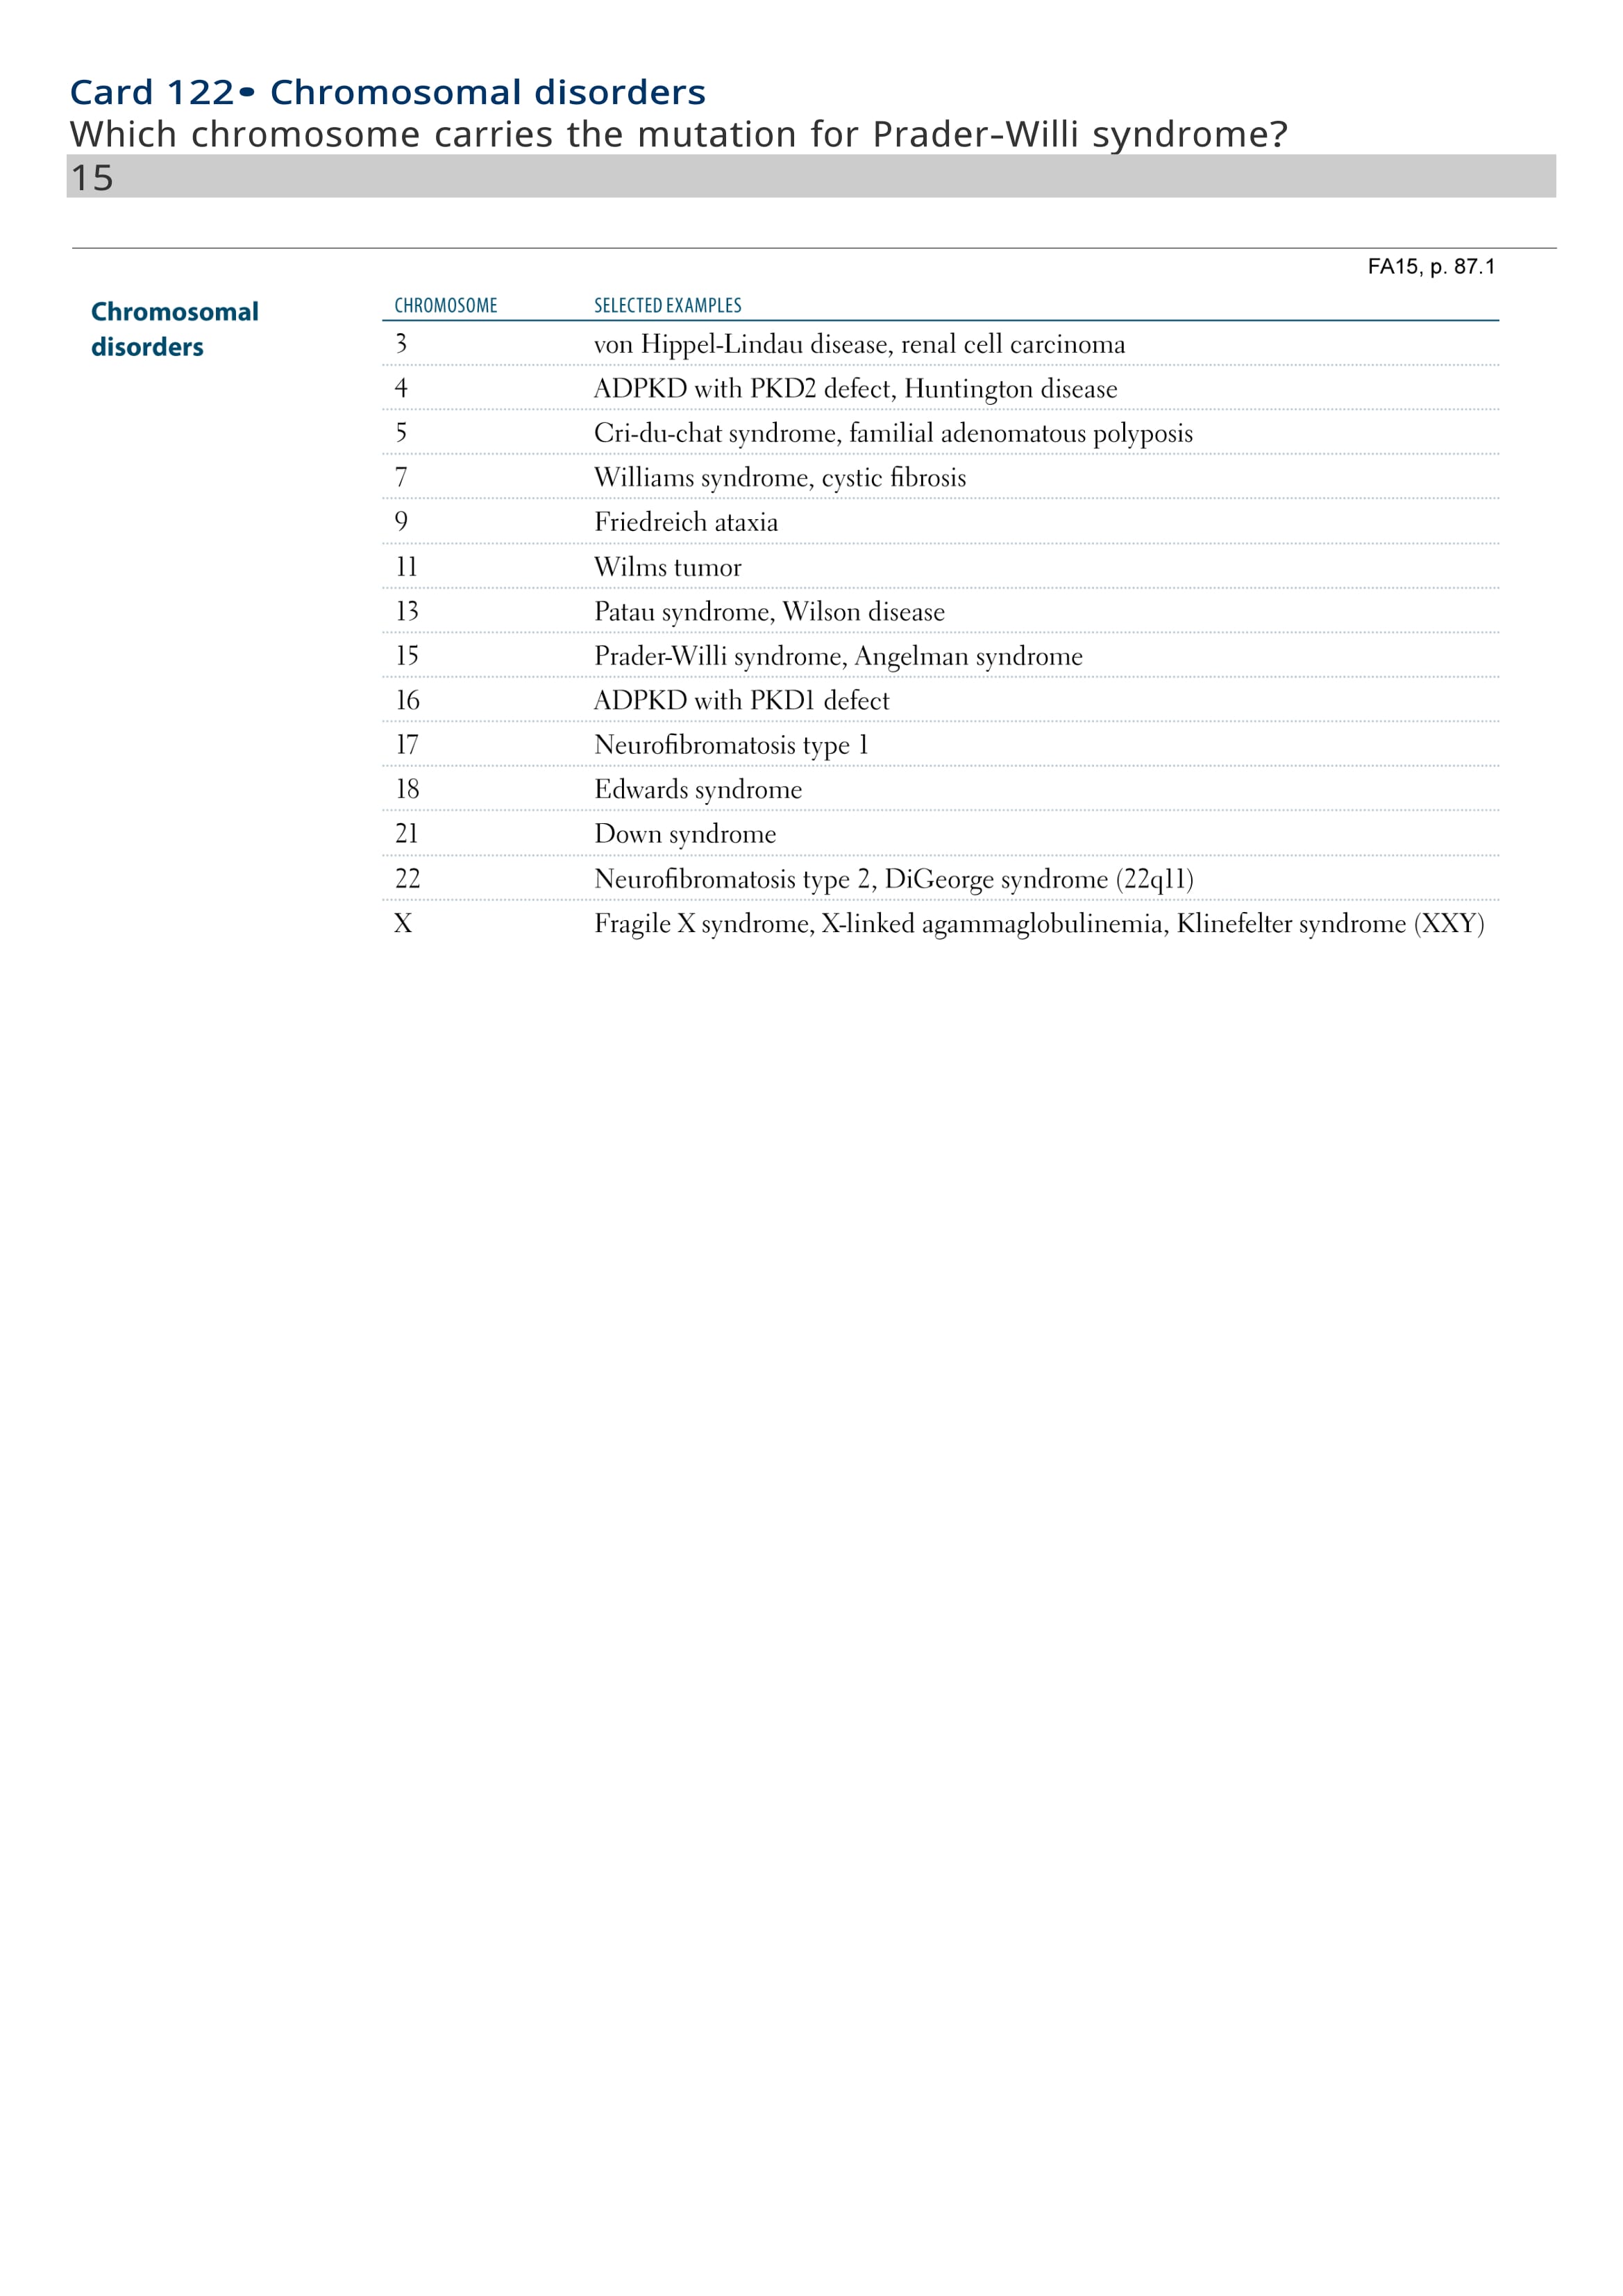 Card 122• Chromosomal disorders
Which chromosome carries the mutation for Prader-Willi syndrome?
15
FA15, p. 87.1
Chromosomal
disorders
CHROMOSOME SELECTED EXAMPLES
3 von Hippel-Lindau disease, renal cell carcinoma
4 ADPKD with PKD2 defect, Huntington disease
5 Cri-du-chat syndrome, familial adenomatous polyposis
7 Williams syndrome, cystic fibrosis
9 Friedreich ataxia
11 Wilms tumor
13 Patau syndrome, Wilson disease
15 Prader-Willi syndrome, Angelman syndrome
16 ADPKD with PKD1 defect
17 Neurofibromatosis type 1
18 Edwards syndrome
21 Down syndrome
22 Neurofibromatosis type 2, DiGeorge syndrome (22q11)
X Fragile X syndrome, X-linked agammaglobulinemia, Klinefelter syndrome (XXY)